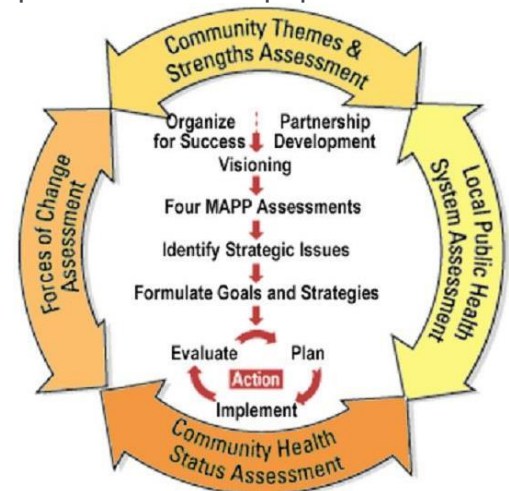 Community Themes &
Strengths Assessment
Organize Partnership
for Success Development
Visioning
Four MAPP Assessments
Identify Strategic Issues
Formulate Goals and Strategies
Evaluate Plan
Action
Implement
Forces of Change
Assessment
Local Public Health
System Assessment
Community Health
Status Assessment